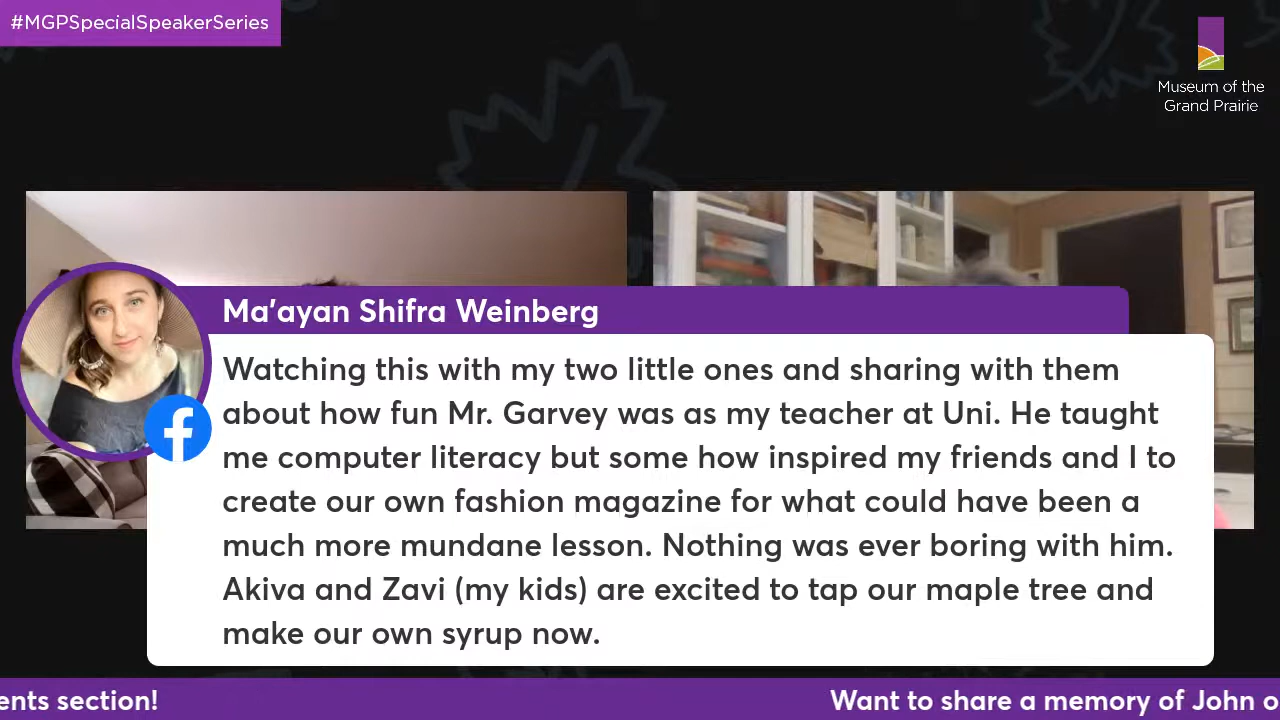 #MGPSpecialSpeakerSeries
Museum of the
Grand Prairie
Ma'ayan Shifra Weinberg
Watching this with my two little ones and sharing with them
about how fun Mr. Garvey was as my teacher at Uni. He taught
me computer literacy but some how inspired my friends and I to
create our own fashion magazine for what could have been a
much more mundane lesson. Nothing was ever boring with him.
Akiva and Zavi (my kids) are excited to tap our maple tree and
make our own syrup now.
ents section!
Want to share a memory of John o